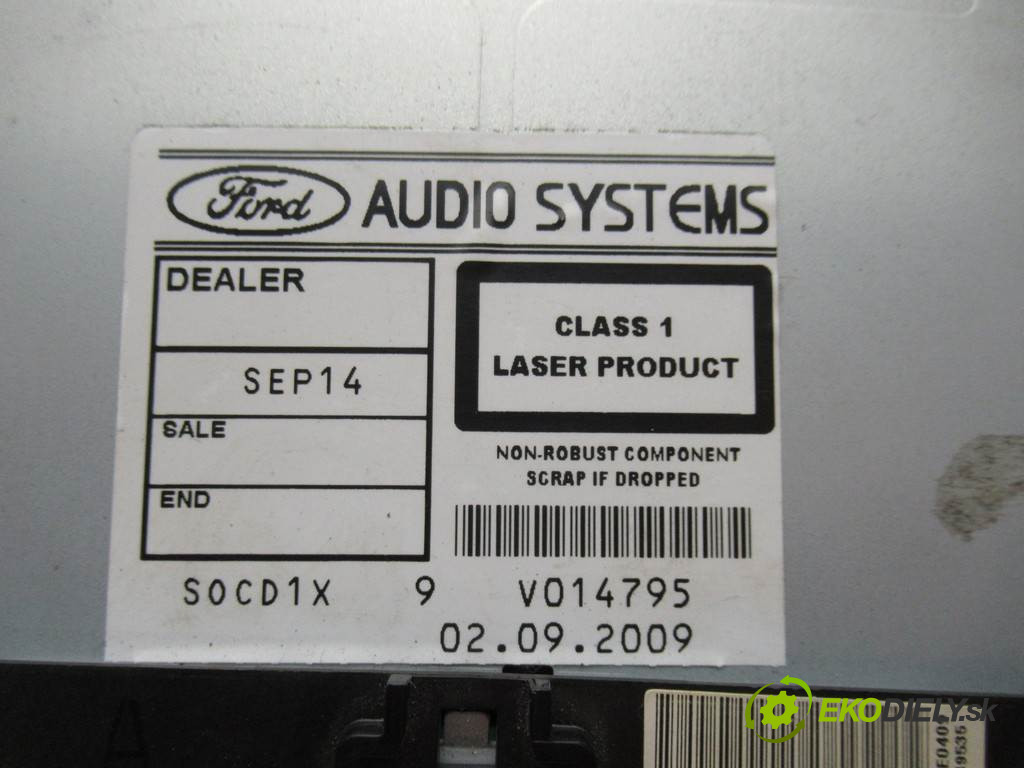 Ford AUDIO SYSTEMS
DEALER
SEP14
SALE
END
CLASS 1
LASER PRODUCT
NON-ROBUST COMPONENT
SCRAP IF DROPPED
SOCD1X 9 V014795
02.09.2009
A
EKODIELY.sk